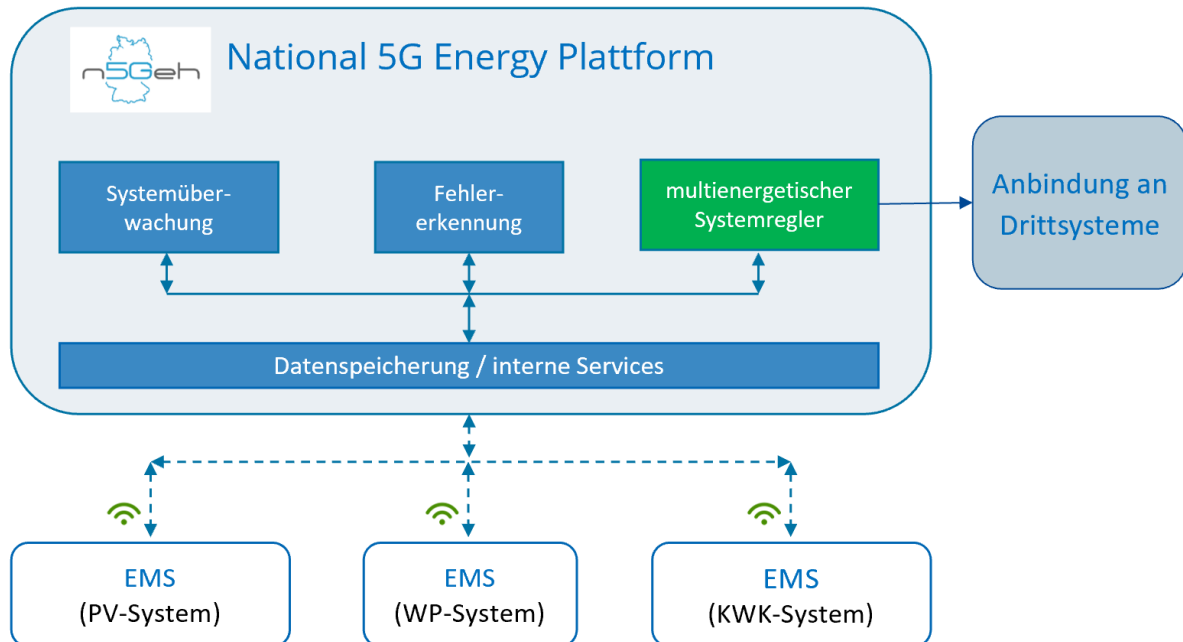 n5Geh
National 5G Energy Plattform
Systemüber-
wachung
Fehler-
erkennung
multienergetischer
Systemregler
Anbindung an
Drittsysteme
Datenspeicherung / interne Services
EMS
(PV-System)
EMS
(WP-System)
EMS
(KWK-System)